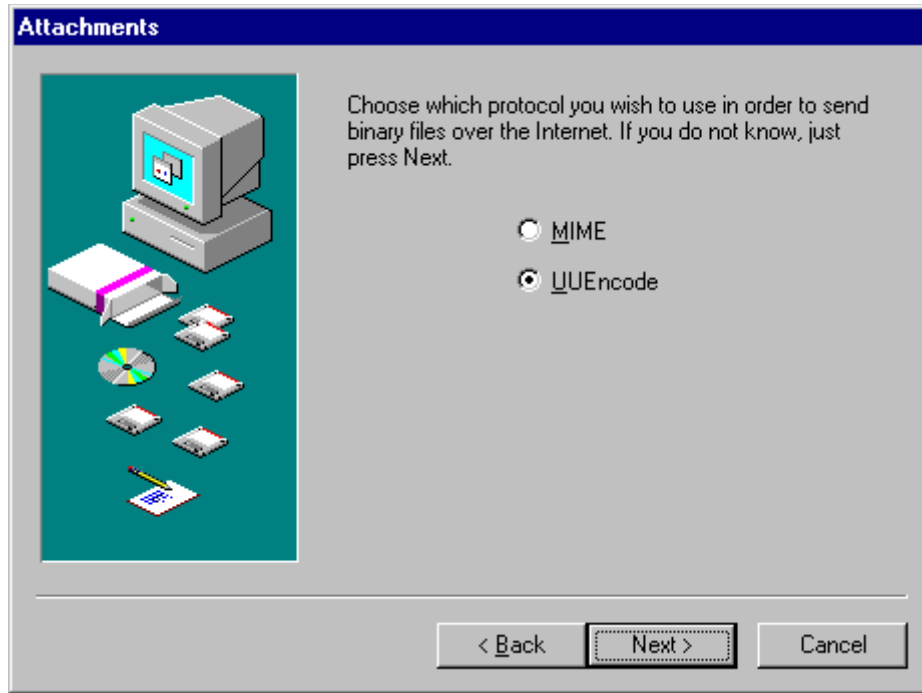 Attachments
Choose which protocol you wish to use in order to send
binary files over the Internet. If you do not know, just
press Next.
MIME
UUEncode
< Back
Next >
Cancel